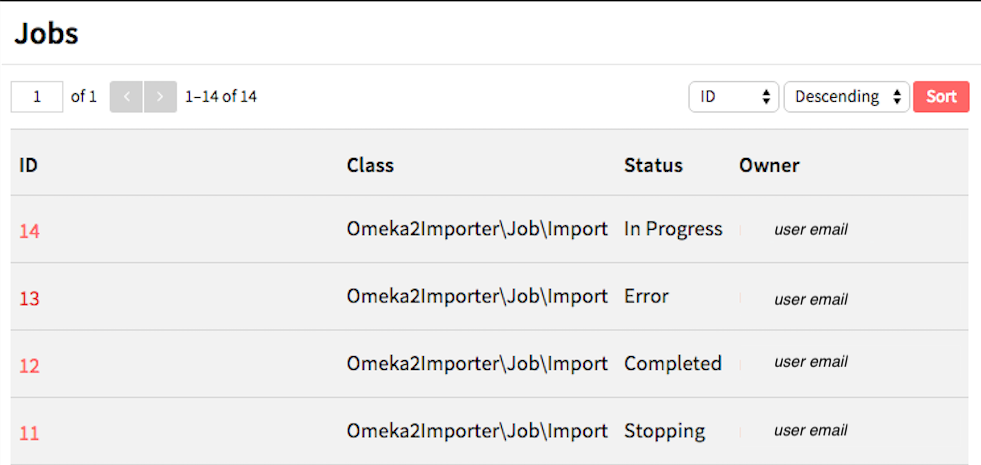 Jobs
1 of 1 < > 1–14 of 14 ID Descending Sort
ID Class Status Owner
14 Omeka2Importer\Job\Import In Progress user email
13 Omeka2Importer\Job\Import Error user email
12 Omeka2Importer\Job\Import Completed user email
11 Omeka2Importer\Job\Import Stopping user email